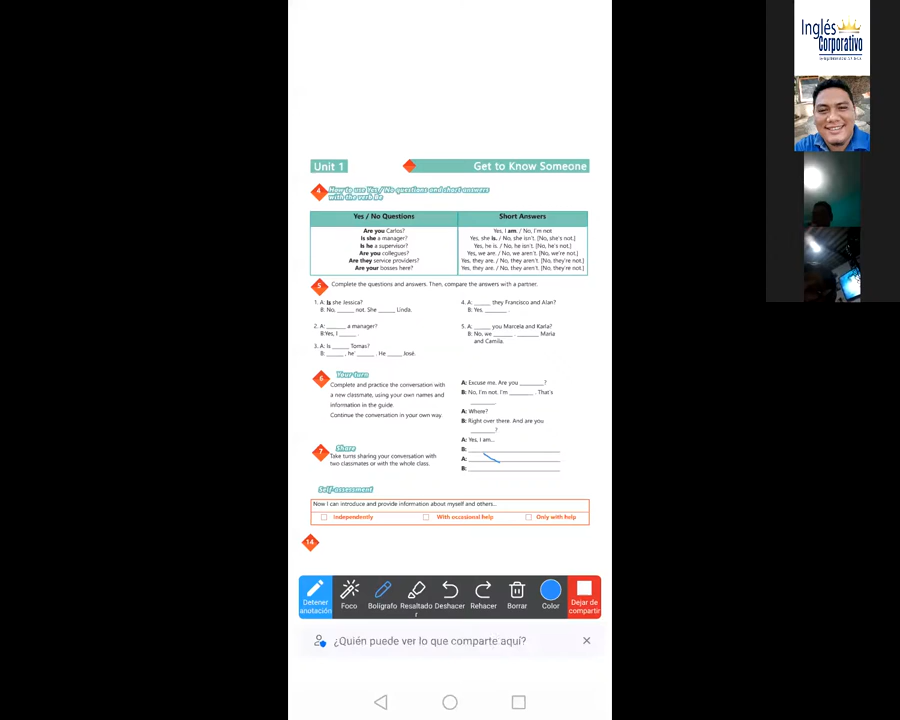 Inglés
Corporativo
Unit 1
Get to Know Someone
4
How to use Yes / No questions and short answers
with the verb Be
Yes / No Questions
Short Answers
Are you Carlos?
Yes, I am. / No, I'm not
Is she a manager?
Yes, she is. / No, she isn't. [No, she's not.]
Is he a supervisor?
Yes, he is. / No, he isn't. [No, he's not.]
Are you collegues?
Yes, we are. / No, we aren't. [No, we're not.]
Are they service providers?
Yes, they are. / No, they aren't. [No, they're not.]
Are your bosses here?
Yes, they are. / No, they aren't. [No, they're not.]
5
Complete the questions and answers. Then, compare the answers with a partner.
1. A: Is she Jessica?
B: No, ______ not. She ______ Linda.
2. A: ______ a manager?
B:Yes, I ______ .
3. A: Is ______ Tomas?
B: ______ , he' ______ . He ______ José.
4. A: ______ they Francisco and Alan?
B: Yes, ________ .
5. A; ______ you Marcela and Karla?
B: No, we ______ . ______ Maria
and Camila.
6
Your turn
Complete and practice the conversation with
a new classmate, using your own names and
information in the guide.
Continue the conversation in your own way.
A: Excuse me. Are you ________?
B: No, I'm not. I'm ________ . That's
________.
A: Where?
B: Right over there. And are you
________?
A: Yes, I am...
B:
A:
B:
7
Share
Take turns sharing your conversation with
two classmates or with the whole class.
Self-assessment
Now I can introduce and provide information about myself and others...
Independently
With occasional help
Only with help
14
Detener anotación
Foco
Bolígrafo
Resaltador
Deshacer
Rehacer
Borrar
Color
Dejar de compartir
¿Quién puede ver lo que comparte aquí?